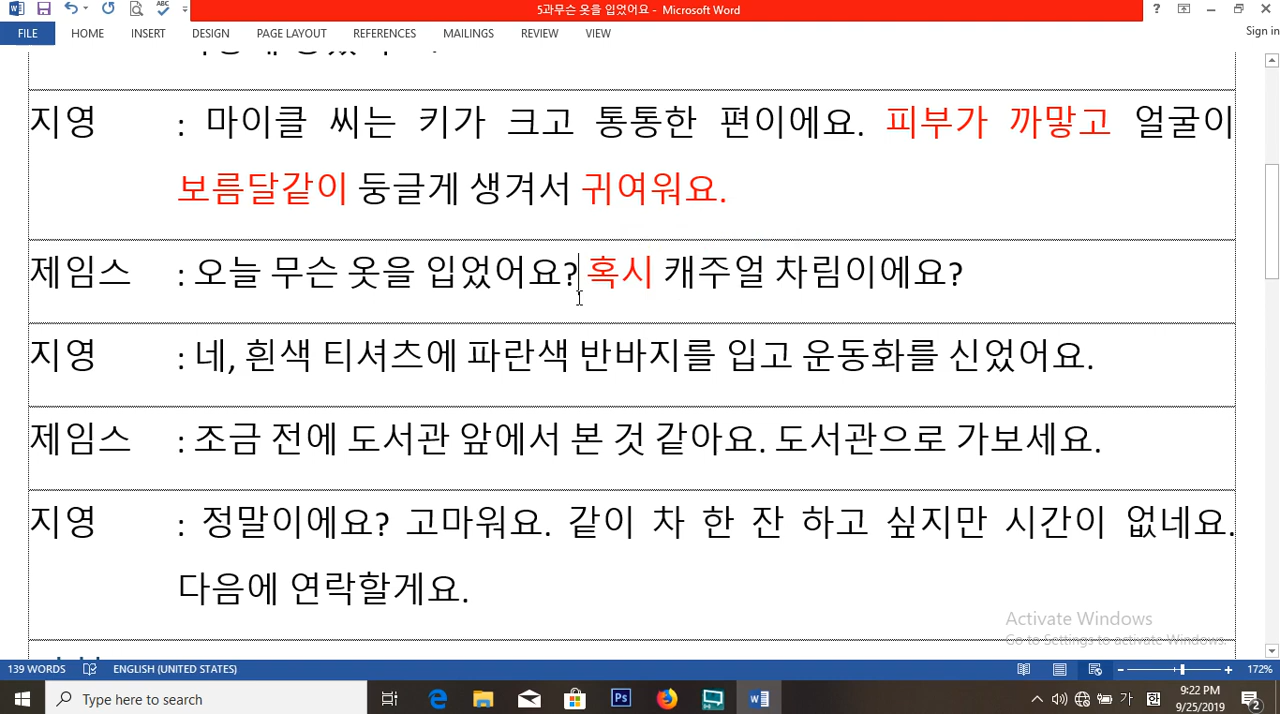 5과무슨 옷을 입었어요 - Microsoft Word
? Sign in
FILE HOME INSERT DESIGN PAGE LAYOUT REFERENCES MAILINGS REVIEW VIEW
지영 : 마이클 씨는 키가 크고 통통한 편이에요. 피부가 까맣고 얼굴이
보름달같이 둥글게 생겨서 귀여워요.
제임스 : 오늘 무슨 옷을 입었어요? 혹시 캐주얼 차림이에요?
지영 : 네, 흰색 티셔츠에 파란색 반바지를 입고 운동화를 신었어요.
제임스 : 조금 전에 도서관 앞에서 본 것 같아요. 도서관으로 가보세요.
지영 : 정말이에요? 고마워요. 같이 차 한 잔 하고 싶지만 시간이 없네요.
다음에 연락할게요.
Activate Windows
Go to Settings to activate Windows.
139 WORDS ENGLISH (UNITED STATES) 172%
Type here to search 가 9:22 PM
9/25/2019 2